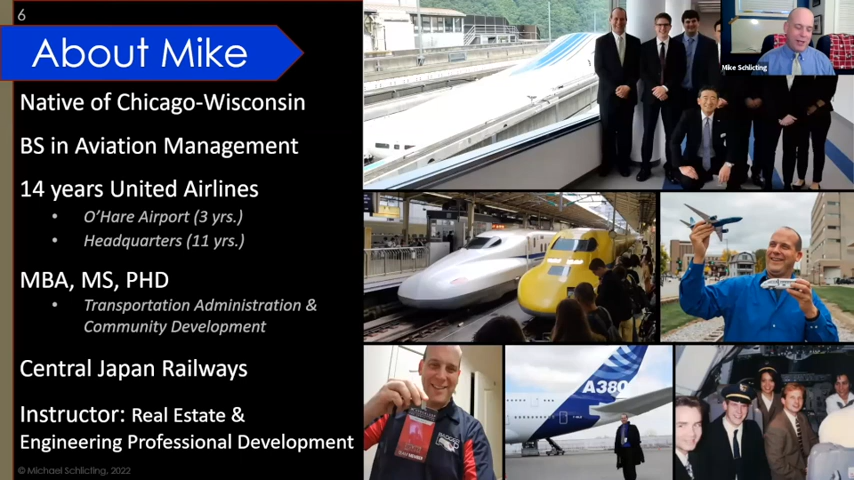 6
About Mike
Native of Chicago-Wisconsin
BS in Aviation Management
14 years United Airlines
• O'Hare Airport (3 yrs.)
• Headquarters (11 yrs.)
MBA, MS, PHD
• Transportation Administration &
Community Development
Central Japan Railways
Instructor: Real Estate &
Engineering Professional Development
© Michael Schlicting, 2022
Mike Schlicting
A380